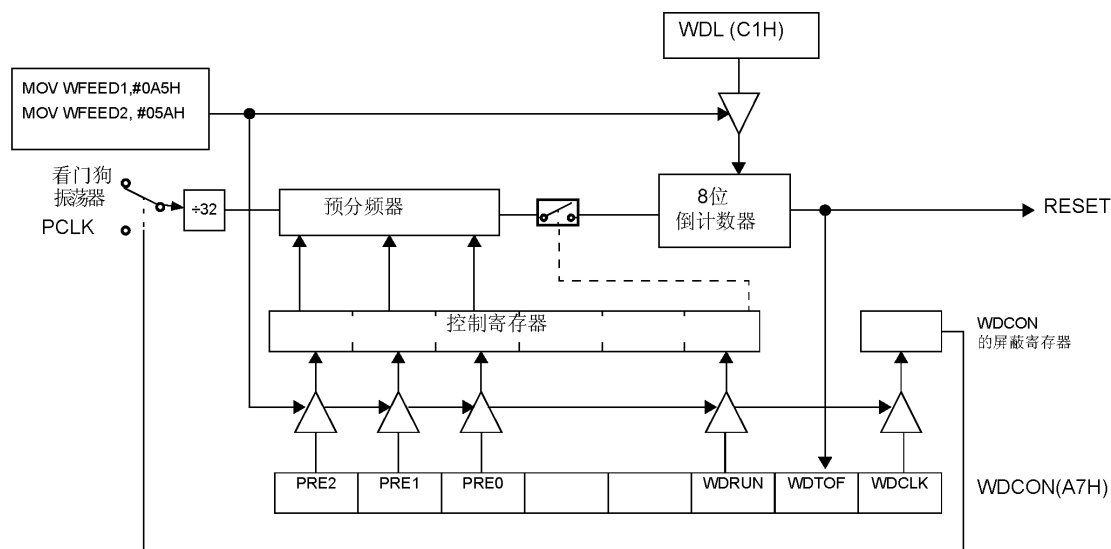 WDL (C1H)
MOV WFEED1,#0A5H
MOV WFEED2, #05AH
看门狗
振荡器
PCLK
÷32
预分频器
8位
倒计数器
RESET
控制寄存器
WDCON
的屏蔽寄存器
PRE2
PRE1
PRE0
WDRUN
WDTOF
WDCLK
WDCON(A7H)